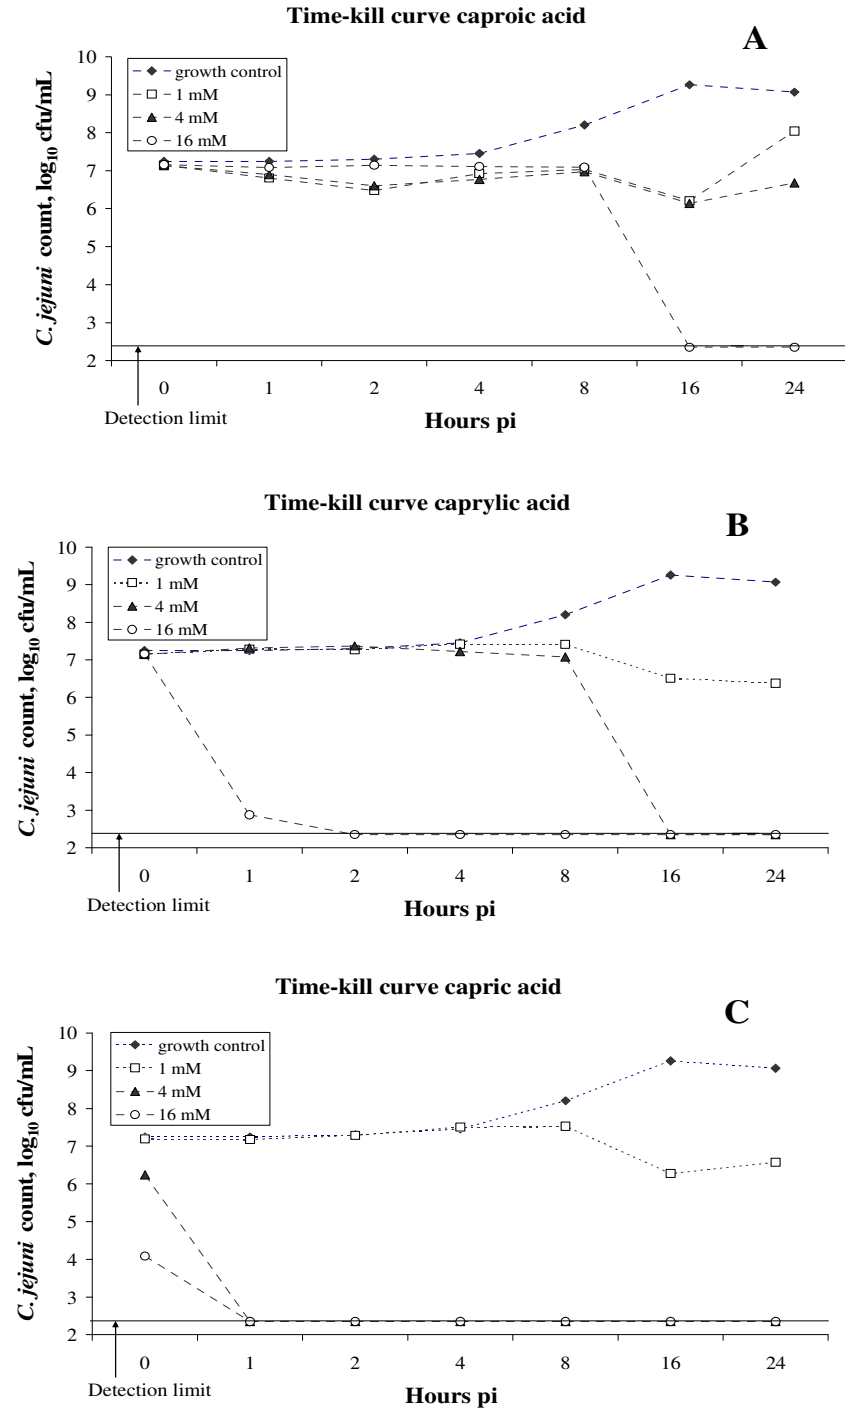 Time-kill curve caproic acid
A
10
9
8
7
6
5
4
3
2
growth control
1 mM
4 mM
16 mM
C. jejuni count, log10 cfu/mL
0 1 2 4 8 16 24
Detection limit
Hours pi
Time-kill curve caprylic acid
B
10
9
8
7
6
5
4
3
2
growth control
1 mM
4 mM
16 mM
C. jejuni count, log10 cfu/mL
0 1 2 4 8 16 24
Detection limit
Hours pi
Time-kill curve capric acid
C
10
9
8
7
6
5
4
3
2
growth control
1 mM
4 mM
16 mM
C. jejuni count, log10 cfu/mL
0 1 2 4 8 16 24
Detection limit
Hours pi